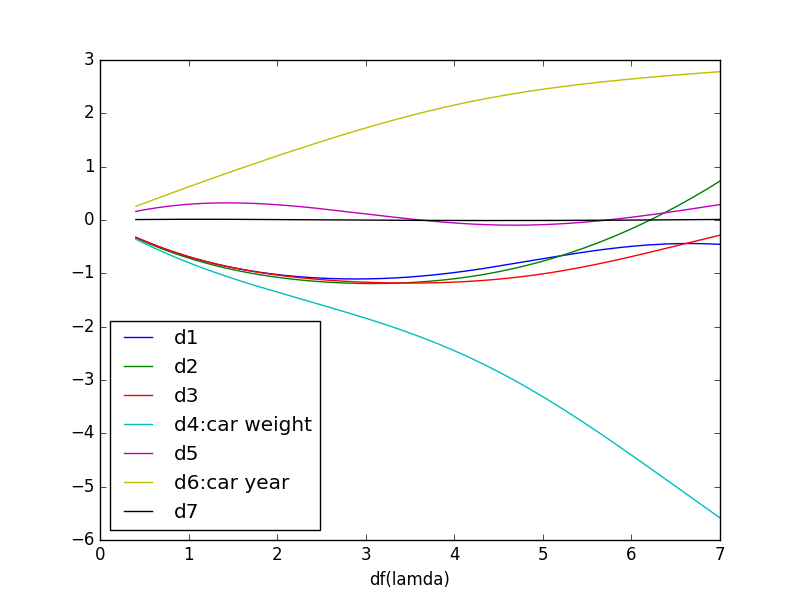 3
2
1
0
−1
−2
−3
−4
−5
−6
d1
d2
d3
d4:car weight
d5
d6:car year
d7
0 1 2 3 4 5 6 7
df(lamda)